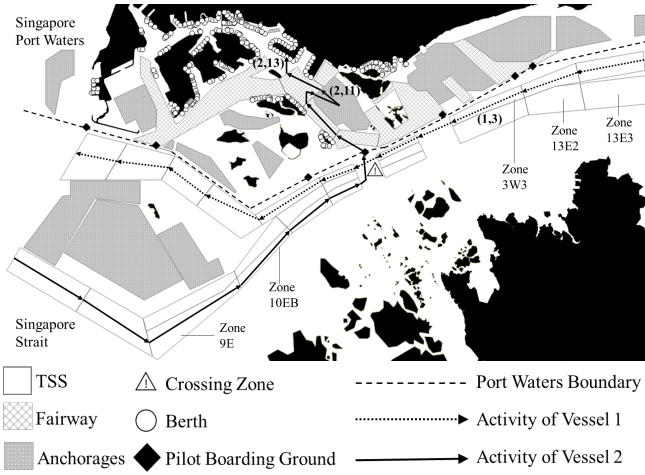 Singapore
Port Waters
(2,13)
(2,11)
(1,3)
Zone
3W3
Zone
13E2
Zone
13E3
Zone
10EB
Zone
9E
Singapore
Strait
TSS
Crossing Zone
Port Waters Boundary
Fairway
Berth
Activity of Vessel 1
Anchorages
Pilot Boarding Ground
Activity of Vessel 2